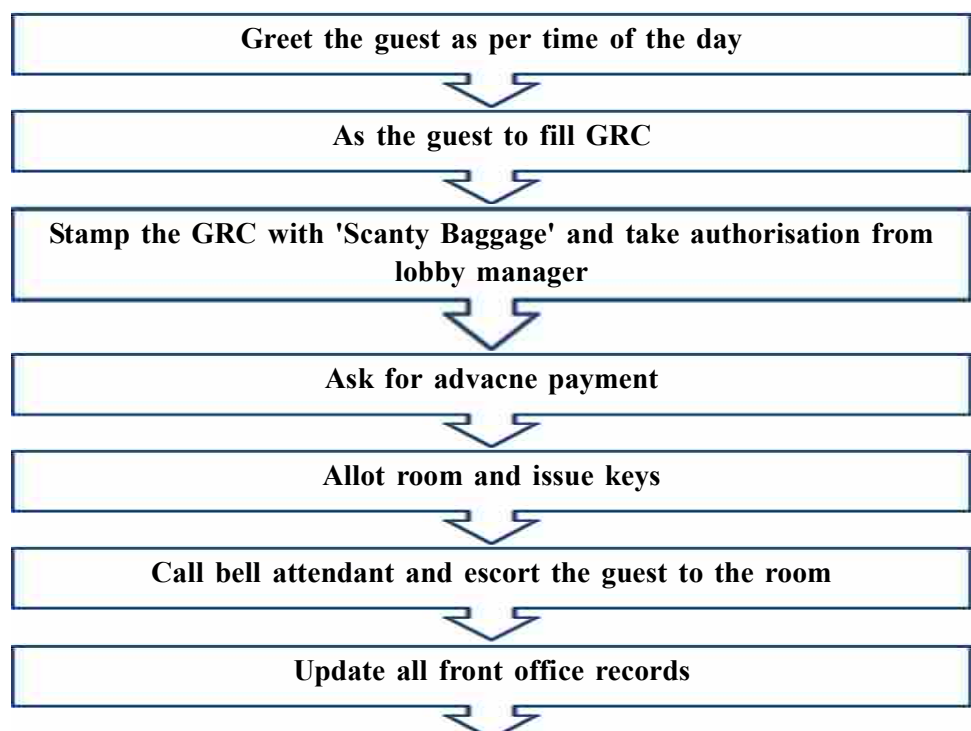 Greet the guest as per time of the day
As the guest to fill GRC
Stamp the GRC with 'Scanty Baggage' and take authorisation from
lobby manager
Ask for advacne payment
Allot room and issue keys
Call bell attendant and escort the guest to the room
Update all front office records